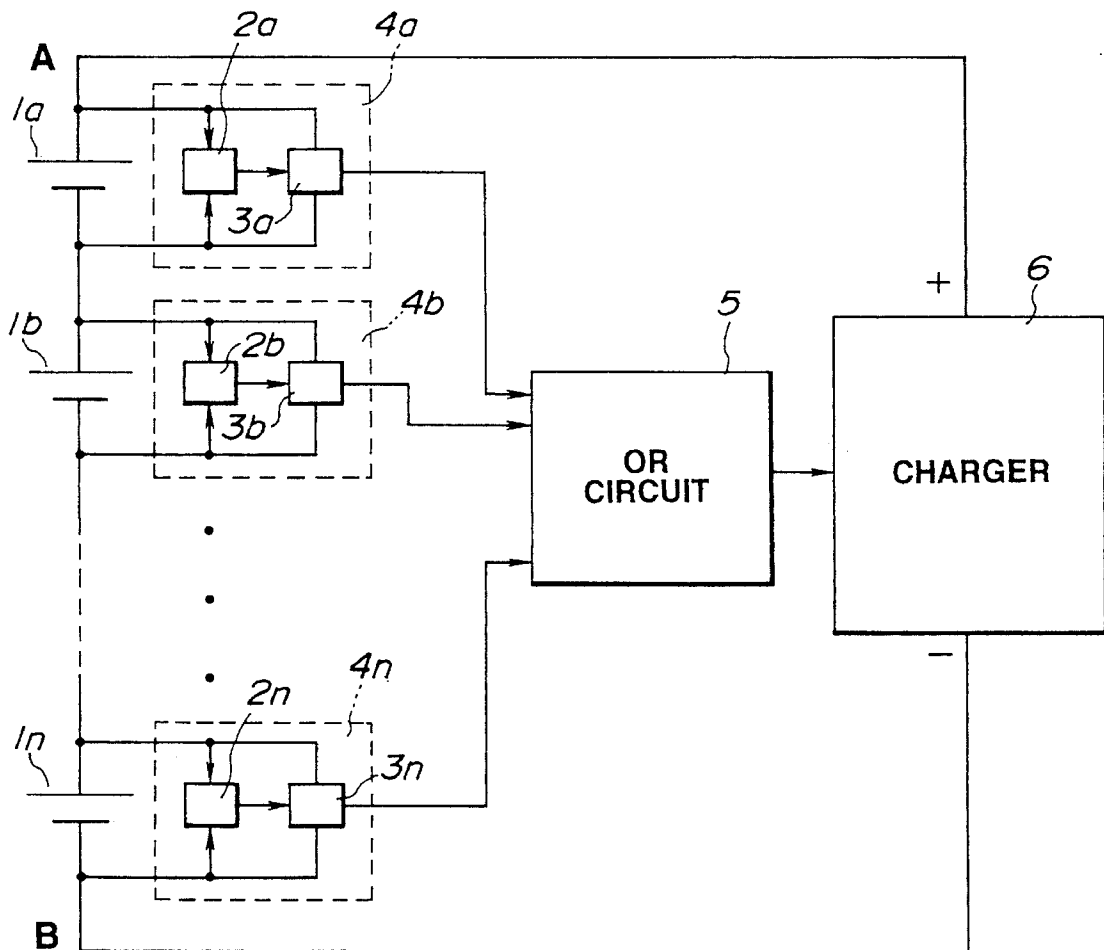 A
2a
4a
1a
3a
+
6
1b
4b
5
2b
3b
OR
CIRCUIT
CHARGER
−
4n
2n
1n
3n
B